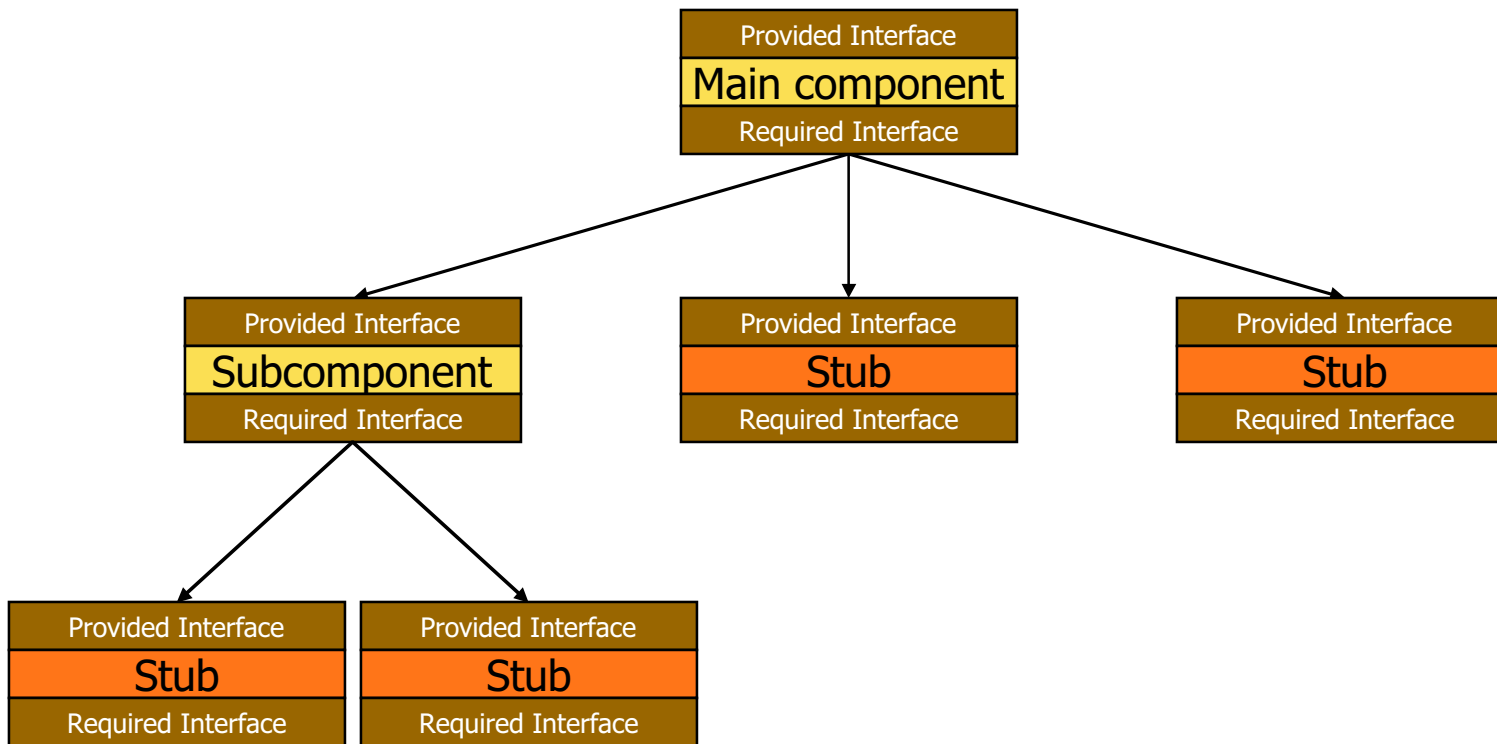 Provided Interface
Main component
Required Interface
Provided Interface
Subcomponent
Required Interface
Provided Interface
Stub
Required Interface
Provided Interface
Stub
Required Interface
Provided Interface
Stub
Required Interface
Provided Interface
Stub
Required Interface